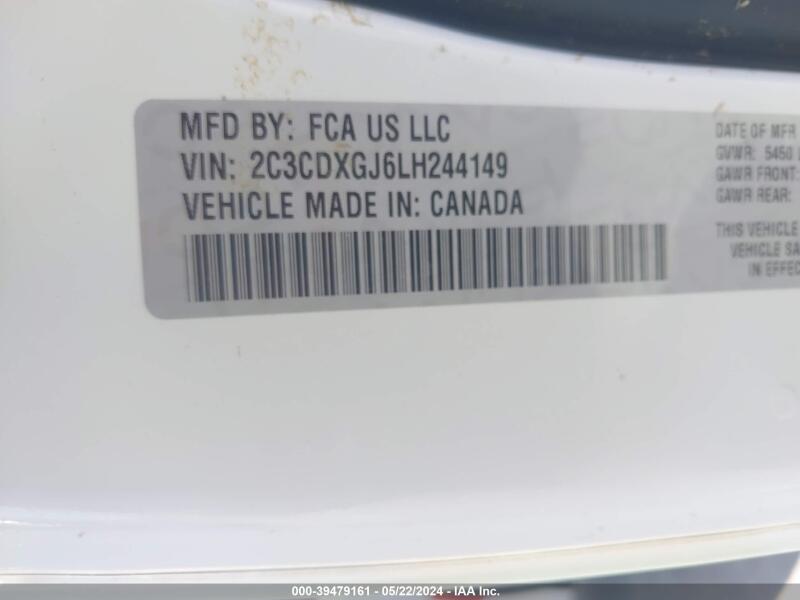 MFD BY: FCA US LLC
VIN: 2C3CDXGJ6LH244149
VEHICLE MADE IN: CANADA
DATE OF MFR
GVWR: 5450
GAWR FRONT:
GAWR REAR:
THIS VEHICLE
VEHICLE SA
IN EFFEC
000-39479161 - 05/22/2024 - IAA Inc.